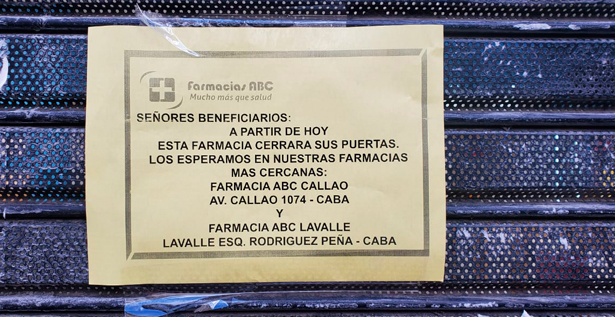 Farmacias ABC
Mucho más que salud
SEÑORES BENEFICIARIOS:
A PARTIR DE HOY
ESTA FARMACIA CERRARA SUS PUERTAS.
LOS ESPERAMOS EN NUESTRAS FARMACIAS
MAS CERCANAS:
FARMACIA ABC CALLAO
AV. CALLAO 1074 - CABA
Y
FARMACIA ABC LAVALLE
LAVALLE ESQ. RODRIGUEZ PEÑA - CABA